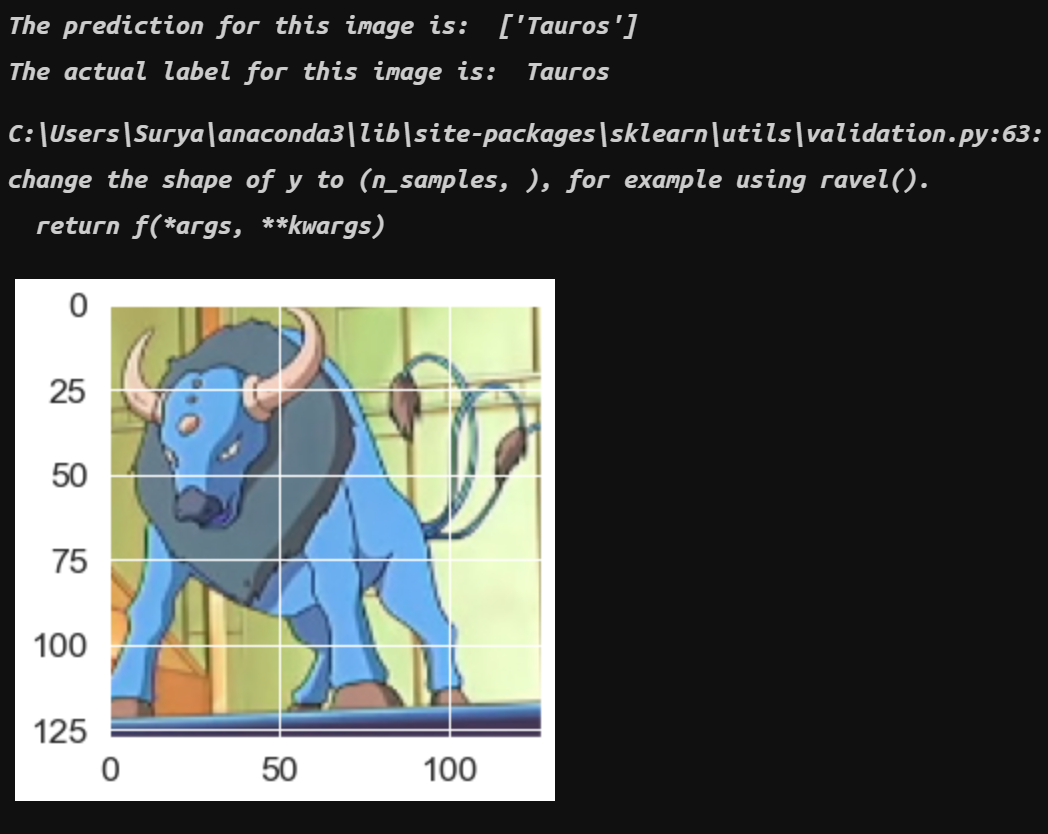 The prediction for this image is:  ['Tauros']
The actual label for this image is:  Tauros
C:\Users\Surya\anaconda3\lib\site-packages\sklearn\utils\validation.py:63:
change the shape of y to (n_samples, ), for example using ravel().
  return f(*args, **kwargs)
0
25
50
75
100
125
0 50 100